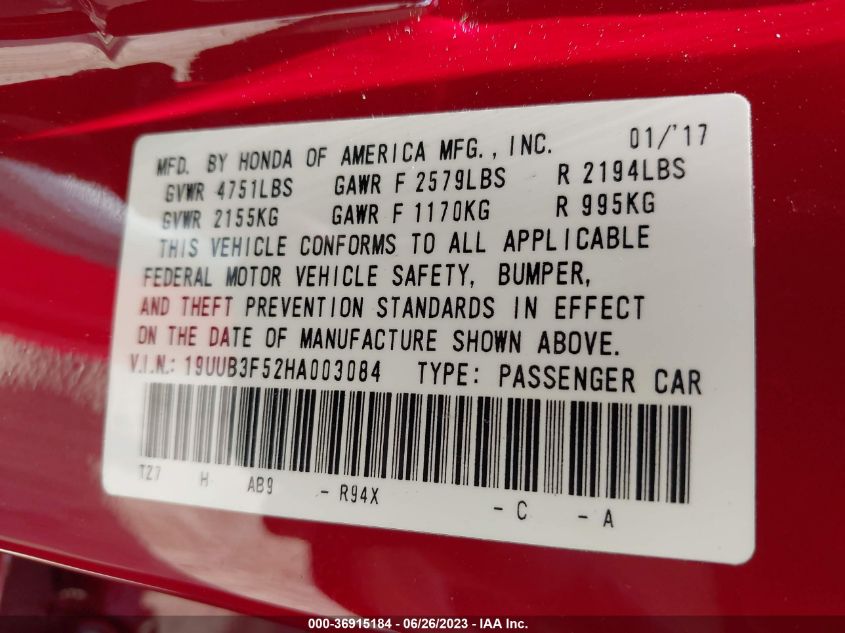 MFD. BY HONDA OF AMERICA MFG., INC. 01/'17
GVWR 4751LBS GAWR F 2579LBS R 2194LBS
GVWR 2155KG GAWR F 1170KG R 995KG
THIS VEHICLE CONFORMS TO ALL APPLICABLE
FEDERAL MOTOR VEHICLE SAFETY, BUMPER,
AND THEFT PREVENTION STANDARDS IN EFFECT
ON THE DATE OF MANUFACTURE SHOWN ABOVE.
V.I.N.: 19UUB3F52HA003084 TYPE: PASSENGER CAR
TZ7 H AB9 - R94X - C - A
000-36915184 - 06/26/2023 - IAA Inc.